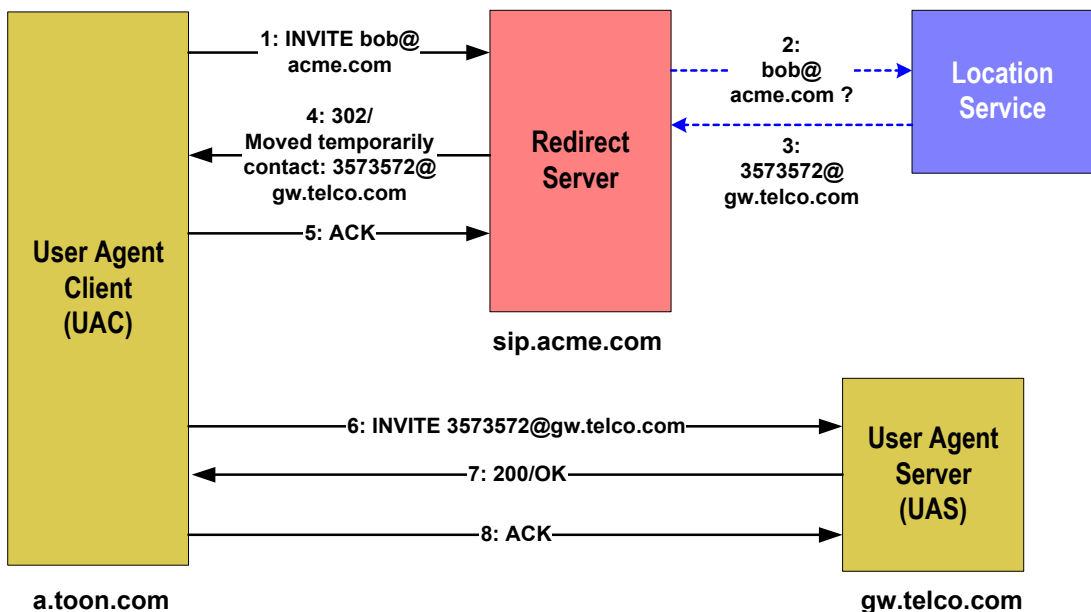 1: INVITE bob@
acme.com
2:
bob@
acme.com ?
Location
Service
4: 302/
Moved temporarily
contact: 3573572@
gw.telco.com
Redirect
Server
3:
3573572@
gw.telco.com
5: ACK
User Agent
Client
(UAC)
sip.acme.com
6: INVITE 3573572@gw.telco.com
7: 200/OK
8: ACK
User Agent
Server
(UAS)
a.toon.com
gw.telco.com